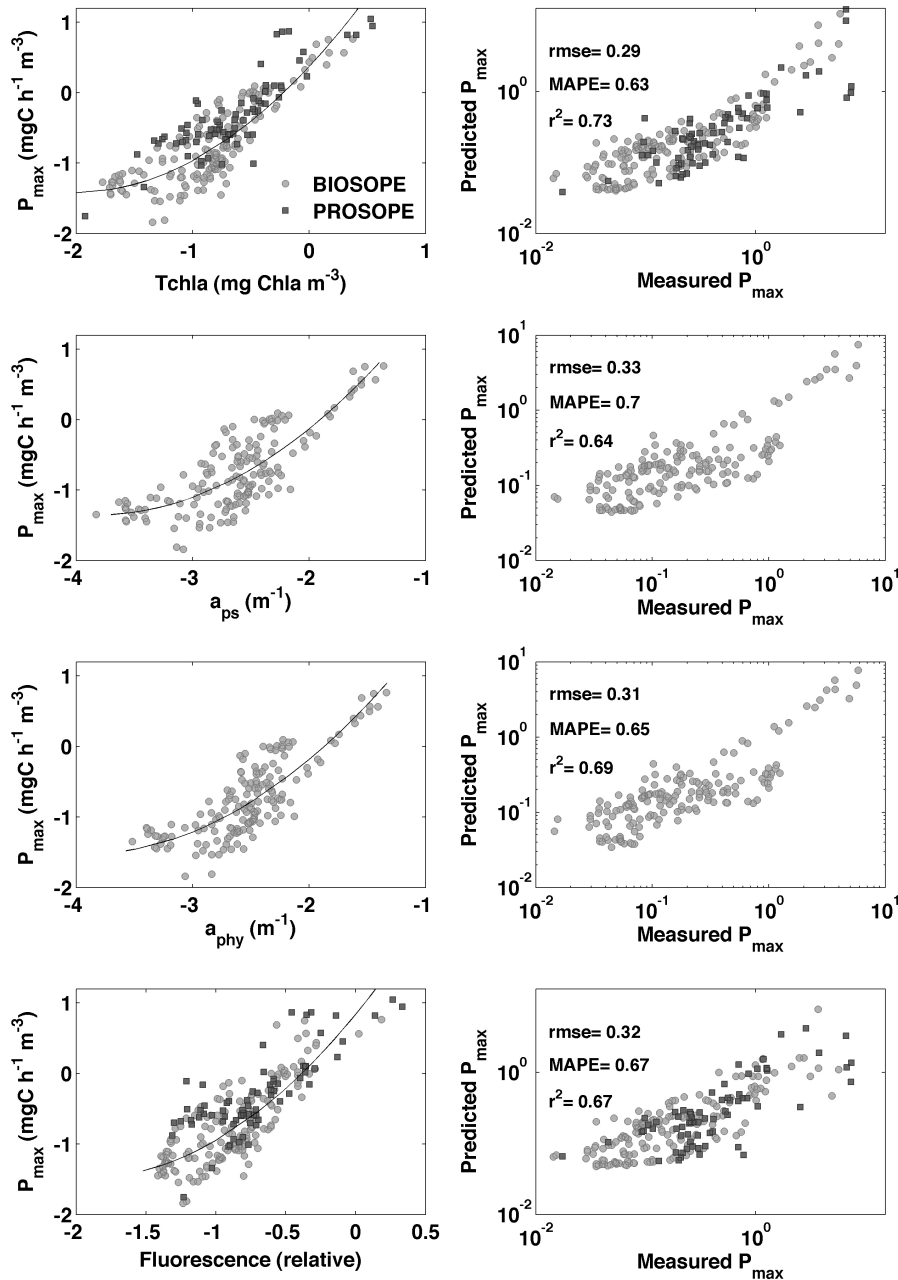 1
0
-1
-2
-2 -1 0 1
P_max (mgC h^-1 m^-3)
Tchla (mg Chla m^-3)
BIOSOPE
PROSOPE
rmse= 0.29
MAPE= 0.63
r^2= 0.73
10^0
10^-2
10^-2 10^0
Predicted P_max
Measured P_max
1
0
-1
-2
-4 -3 -2 -1
P_max (mgC h^-1 m^-3)
a_ps (m^-1)
rmse= 0.33
MAPE= 0.7
r^2= 0.64
10^1
10^0
10^-1
10^-2
10^-2 10^-1 10^0 10^1
Predicted P_max
Measured P_max
1
0
-1
-2
-4 -3 -2 -1
P_max (mgC h^-1 m^-3)
a_phy (m^-1)
rmse= 0.31
MAPE= 0.65
r^2= 0.69
10^1
10^0
10^-1
10^-2
10^-2 10^-1 10^0 10^1
Predicted P_max
Measured P_max
1
0
-1
-2
-2 -1.5 -1 -0.5 0 0.5
P_max (mgC h^-1 m^-3)
Fluorescence (relative)
rmse= 0.32
MAPE= 0.67
r^2= 0.67
10^0
10^-2
10^-2 10^0
Predicted P_max
Measured P_max